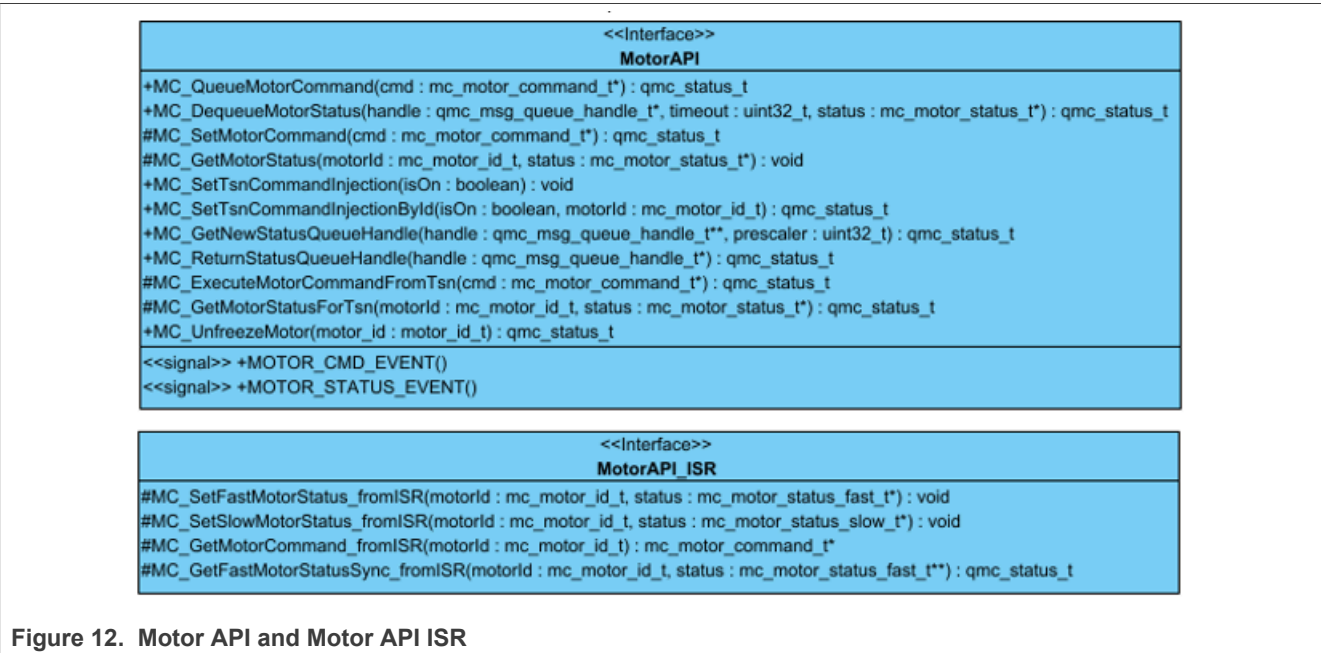 <<Interface>>
MotorAPI
+MC_QueueMotorCommand(cmd : mc_motor_command_t*) : qmc_status_t
+MC_DequeueMotorStatus(handle : qmc_msg_queue_handle_t*, timeout : uint32_t, status : mc_motor_status_t*) : qmc_status_t
#MC_SetMotorCommand(cmd : mc_motor_command_t*) : qmc_status_t
#MC_GetMotorStatus(motorId : mc_motor_id_t, status : mc_motor_status_t*) : void
+MC_SetTsnCommandInjection(isOn : boolean) : void
+MC_SetTsnCommandInjectionById(isOn : boolean, motorId : mc_motor_id_t) : qmc_status_t
+MC_GetNewStatusQueueHandle(handle : qmc_msg_queue_handle_t**, prescaler : uint32_t) : qmc_status_t
+MC_ReturnStatusQueueHandle(handle : qmc_msg_queue_handle_t*) : qmc_status_t
#MC_ExecuteMotorCommandFromTsn(cmd : mc_motor_command_t*) : qmc_status_t
#MC_GetMotorStatusForTsn(motorId : mc_motor_id_t, status : mc_motor_status_t*) : qmc_status_t
+MC_UnfreezeMotor(motor_id : motor_id_t) : qmc_status_t
<<signal>> +MOTOR_CMD_EVENT()
<<signal>> +MOTOR_STATUS_EVENT()
<<Interface>>
MotorAPI_ISR
#MC_SetFastMotorStatus_fromISR(motorId : mc_motor_id_t, status : mc_motor_status_fast_t*) : void
#MC_SetSlowMotorStatus_fromISR(motorId : mc_motor_id_t, status : mc_motor_status_slow_t*) : void
#MC_GetMotorCommand_fromISR(motorId : mc_motor_id_t) : mc_motor_command_t*
#MC_GetFastMotorStatusSync_fromISR(motorId : mc_motor_id_t, status : mc_motor_status_fast_t**) : qmc_status_t
Figure 12. Motor API and Motor API ISR